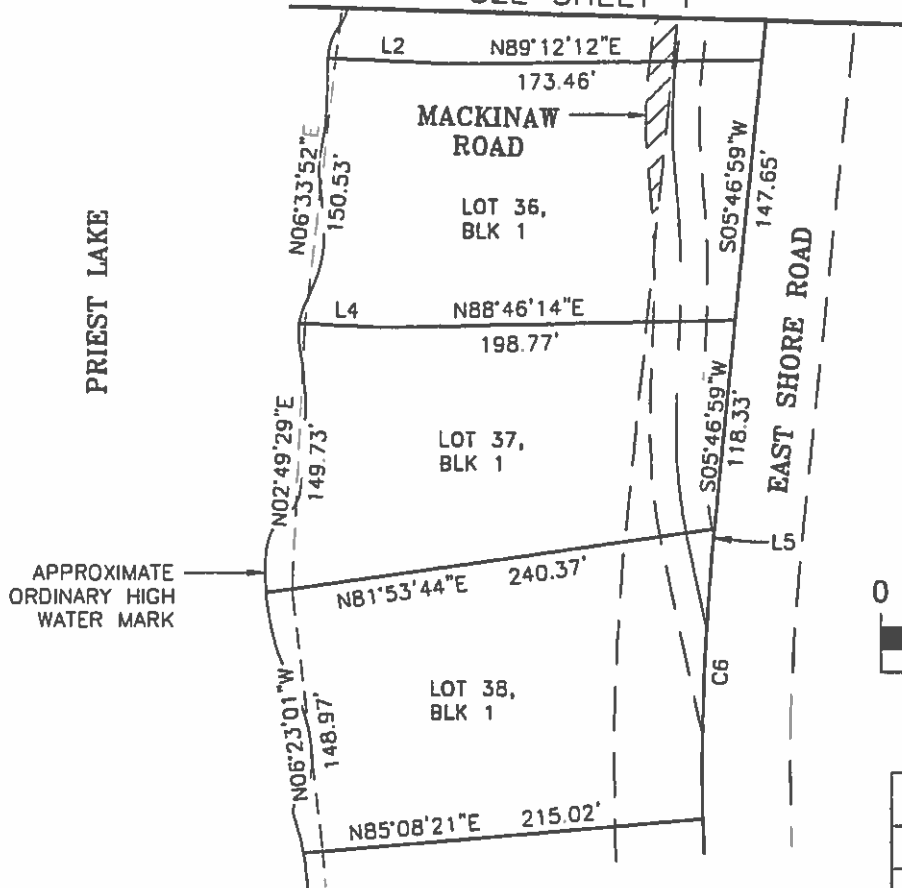 L2
N89°12'12"E
173.46'
MACKINAW
ROAD
N06°33'52"E
150.53'
S05°46'59"W
147.65'
LOT 36,
BLK 1
PRIEST LAKE
L4
N88°46'14"E
198.77'
EAST SHORE ROAD
N02°49'29"E
149.73'
S05°46'59"W
118.33'
LOT 37,
BLK 1
L5
APPROXIMATE
ORDINARY HIGH
WATER MARK
N81°53'44"E 240.37'
0
C6
LOT 38,
BLK 1
N06°23'01"W
148.97'
N85°08'21"E 215.02'